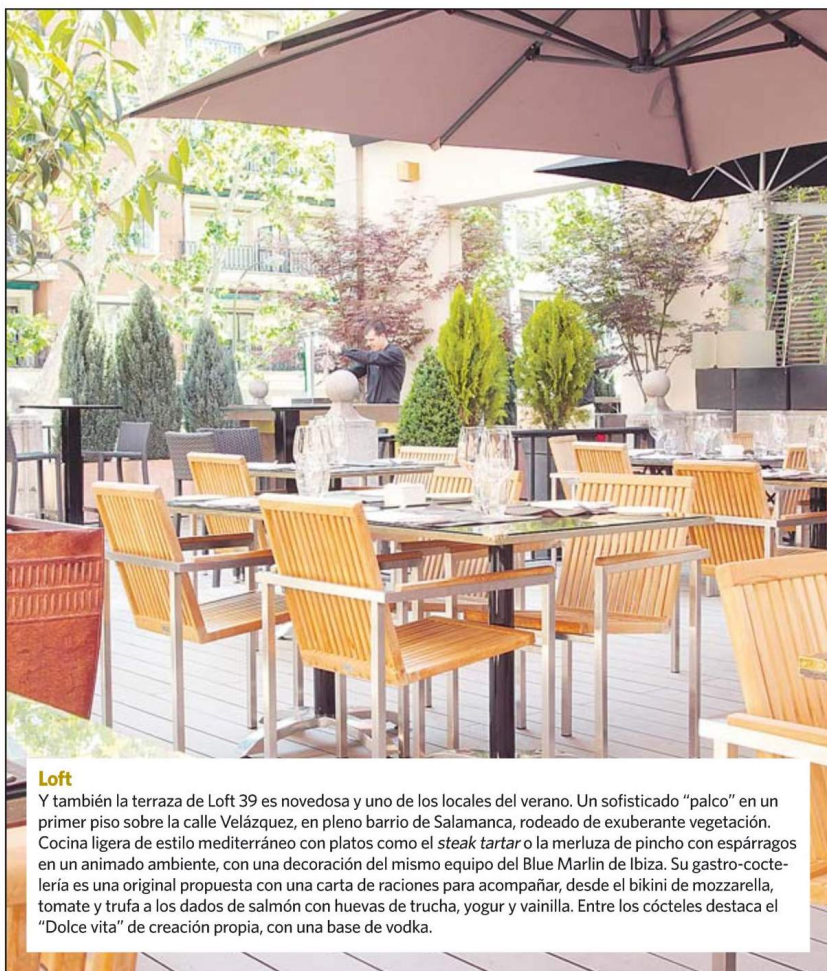 Loft
Y también la terraza de Loft 39 es novedosa y uno de los locales del verano. Un sofisticado “palco” en un
primer piso sobre la calle Velázquez, en pleno barrio de Salamanca, rodeado de exuberante vegetación.
Cocina ligera de estilo mediterráneo con platos como el steak tartar o la merluza de pincho con espárragos
en un animado ambiente, con una decoración del mismo equipo del Blue Marlin de Ibiza. Su gastro-cocte-
lería es una original propuesta con una carta de raciones para acompañar, desde el bikini de mozzarella,
tomate y trufa a los dados de salmón con huevas de trucha, yogur y vainilla. Entre los cócteles destaca el
“Dolce vita” de creación propia, con una base de vodka.